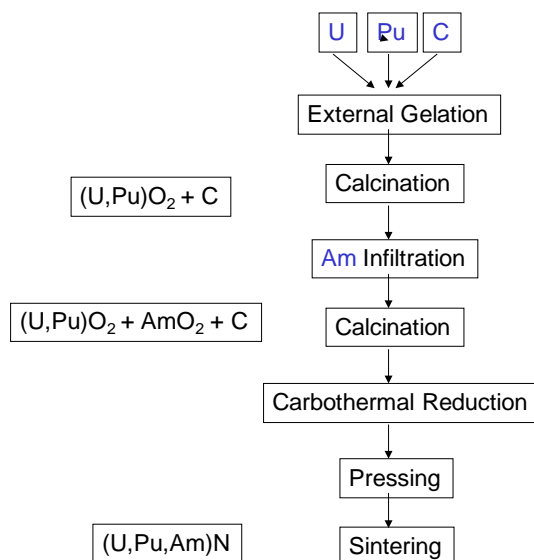 U Pu C
External Gelation
Calcination
(U,Pu)O₂ + C
Am Infiltration
Calcination
(U,Pu)O₂ + AmO₂ + C
Carbothermal Reduction
Pressing
(U,Pu,Am)N
Sintering